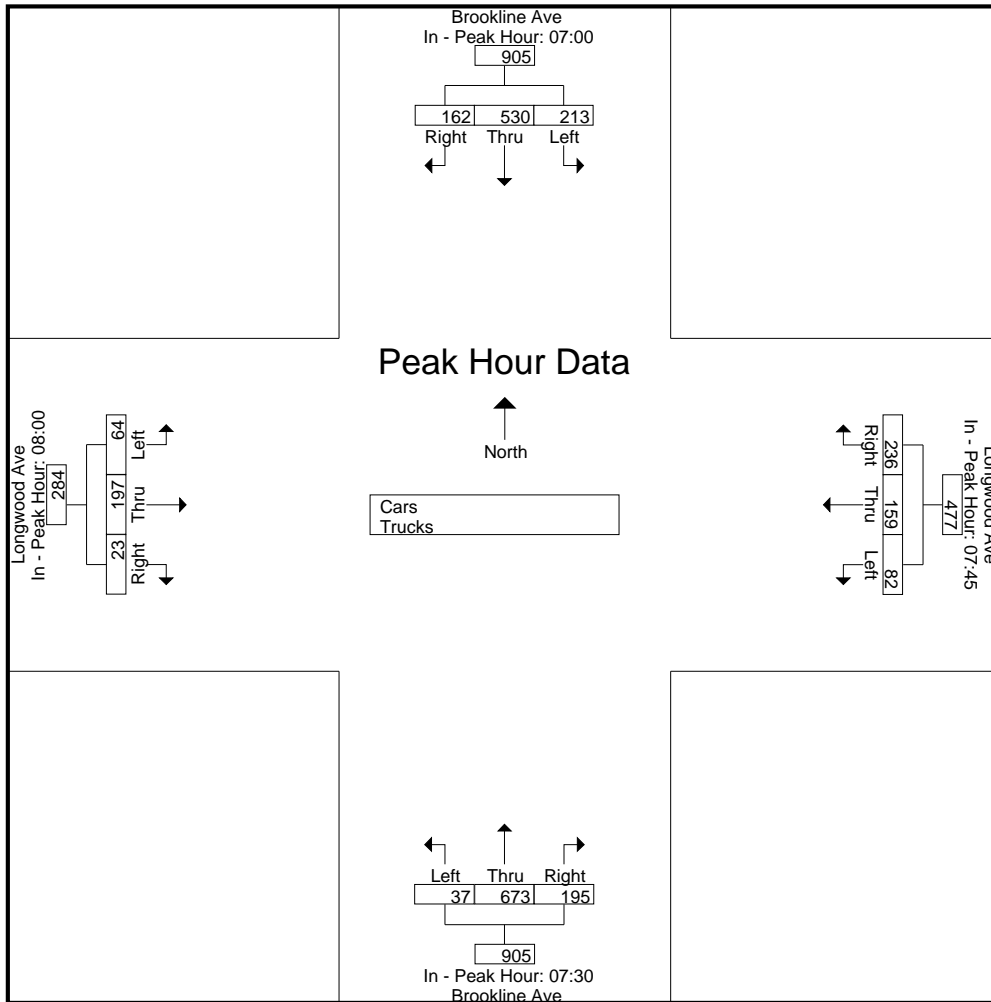 Brookline Ave
In - Peak Hour: 07:00
905
162 530 213
Right Thru Left
Peak Hour Data
North
Cars
Trucks
Longwood Ave
In - Peak Hour: 08:00
284
64 197 23
Left Thru Right
Longwood Ave
In - Peak Hour: 07:45
477
236 159 82
Right Thru Left
Left Thru Right
37 673 195
905
In - Peak Hour: 07:30
Brookline Ave